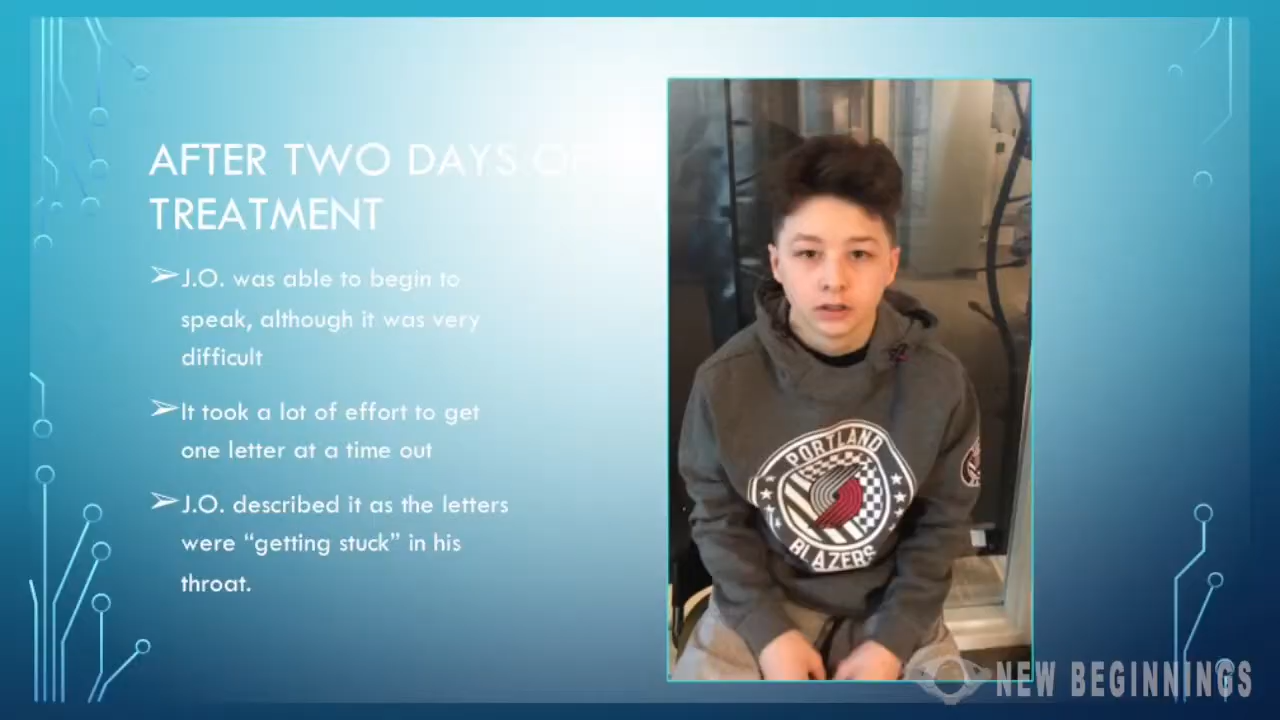 AFTER TWO DAYS OF
TREATMENT
➢J.O. was able to begin to
speak, although it was very
difficult
➢It took a lot of effort to get
one letter at a time out
➢J.O. described it as the letters
were “getting stuck” in his
throat.
PORTLAND
BLAZERS
NEW BEGINNINGS